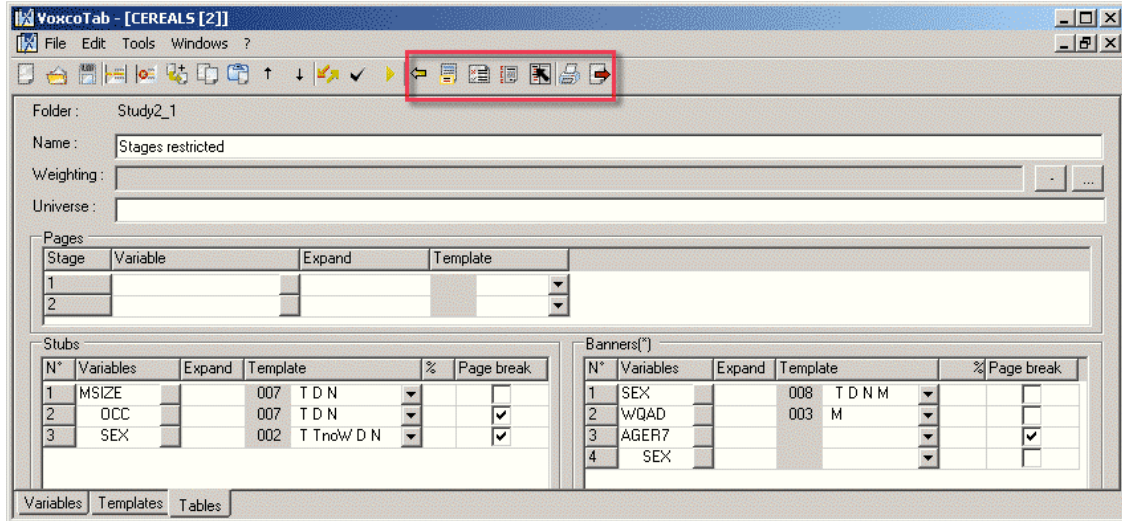 VoxcoTab - [CEREALS [2]]
File Edit Tools Windows ?
Folder : Study2_1
Name : Stages restricted
Weighting : - ...
Universe :
Pages
Stage Variable Expand Template
1
2
Stubs
N° Variables Expand Template % Page break
1 MSIZE 007 T D N
2 OCC 007 T D N
3 SEX 002 T TnoW D N
Banners(*)
N° Variables Expand Template % Page break
1 SEX 008 T D N M
2 WQAD 003 M
3 AGER7
4 SEX
Variables Templates Tables